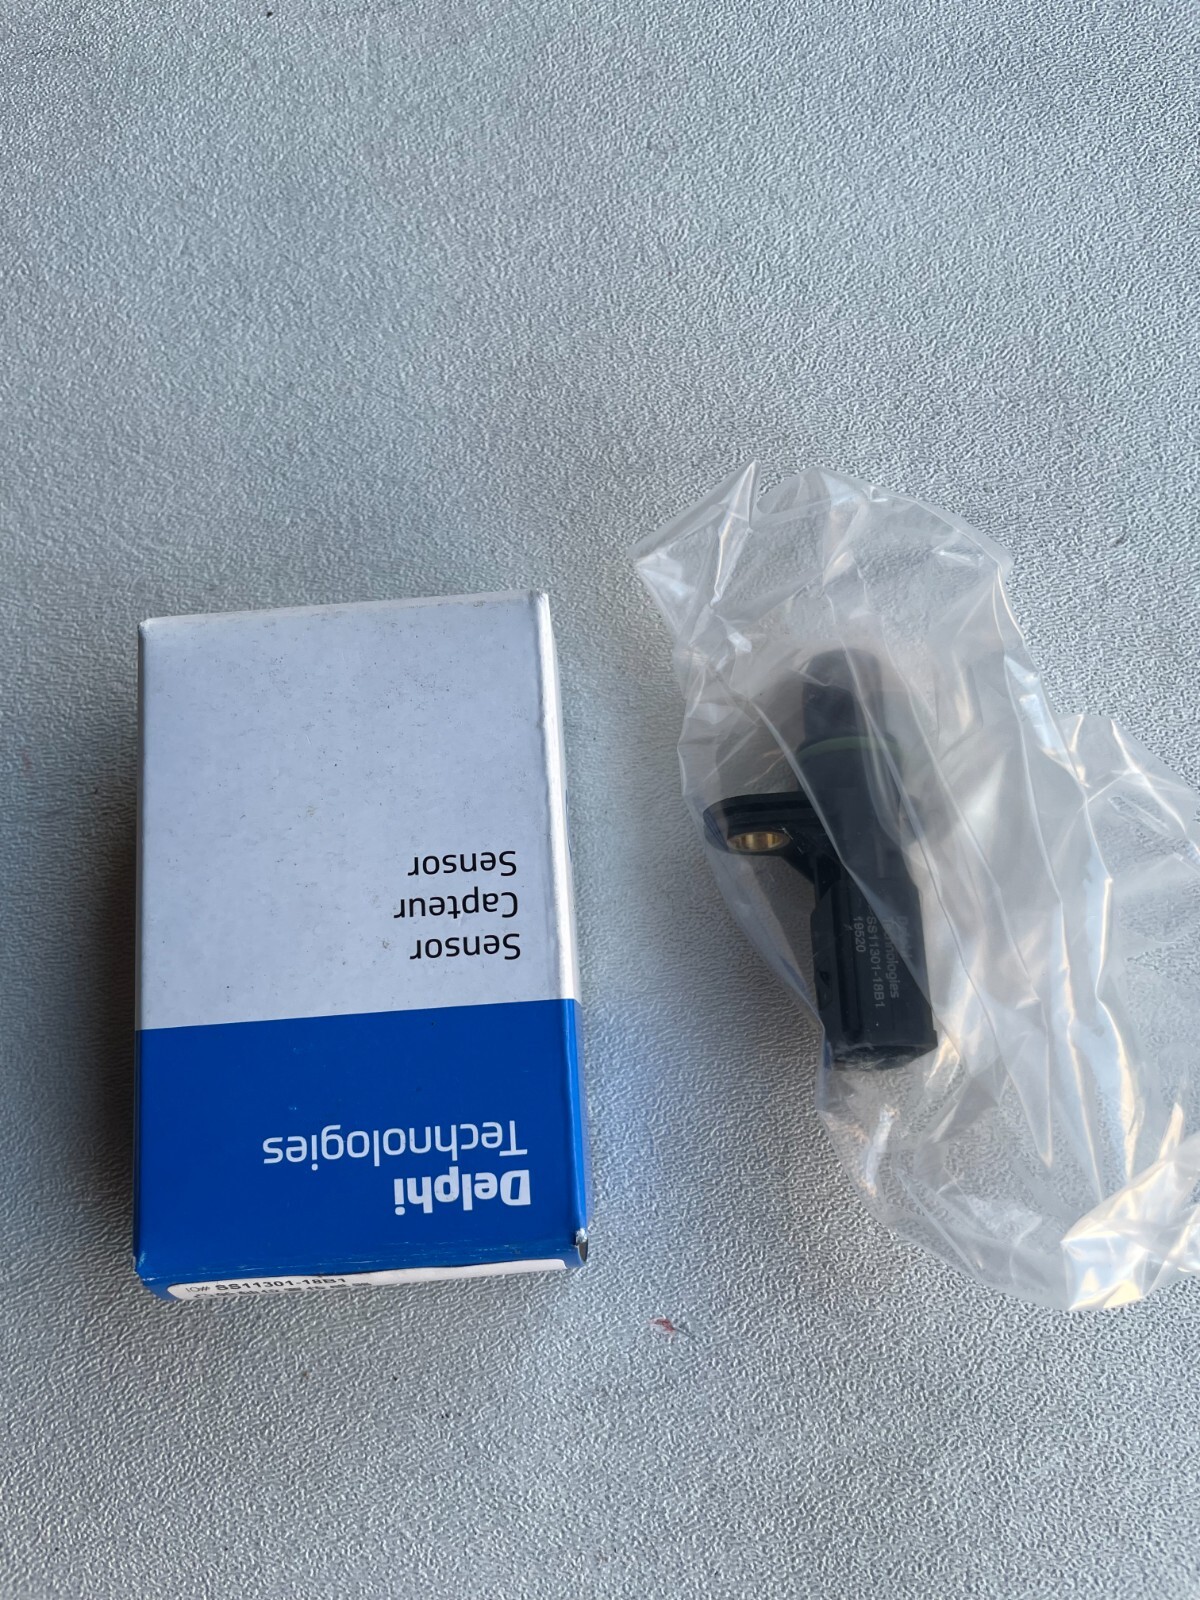 Delphi
Technologies
Sensor
Capteur
Sensor
SS11301-18B1
Technologies
SS11301-18B1
19520